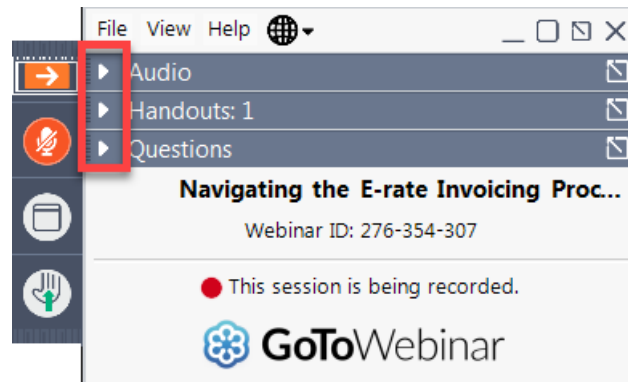 File View Help
Audio
Handouts: 1
Questions
Navigating the E-rate Invoicing Proc...
Webinar ID: 276-354-307
This session is being recorded.
GoToWebinar